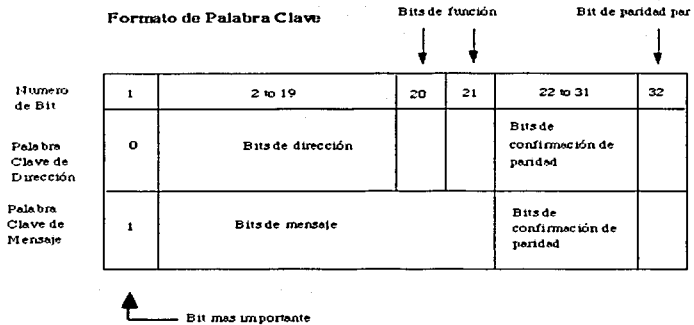 Formato de Palabra Clave
Bits de función
Bit de paridad par
Numero de Bit
1
2 to 19
20
21
22 to 31
32
Palabra Clave de Dirección
0
Bits de dirección
Bits de confirmación de paridad
Palabra Clave de Mensaje
1
Bits de mensaje
Bits de confirmación de paridad
Bit mas importante